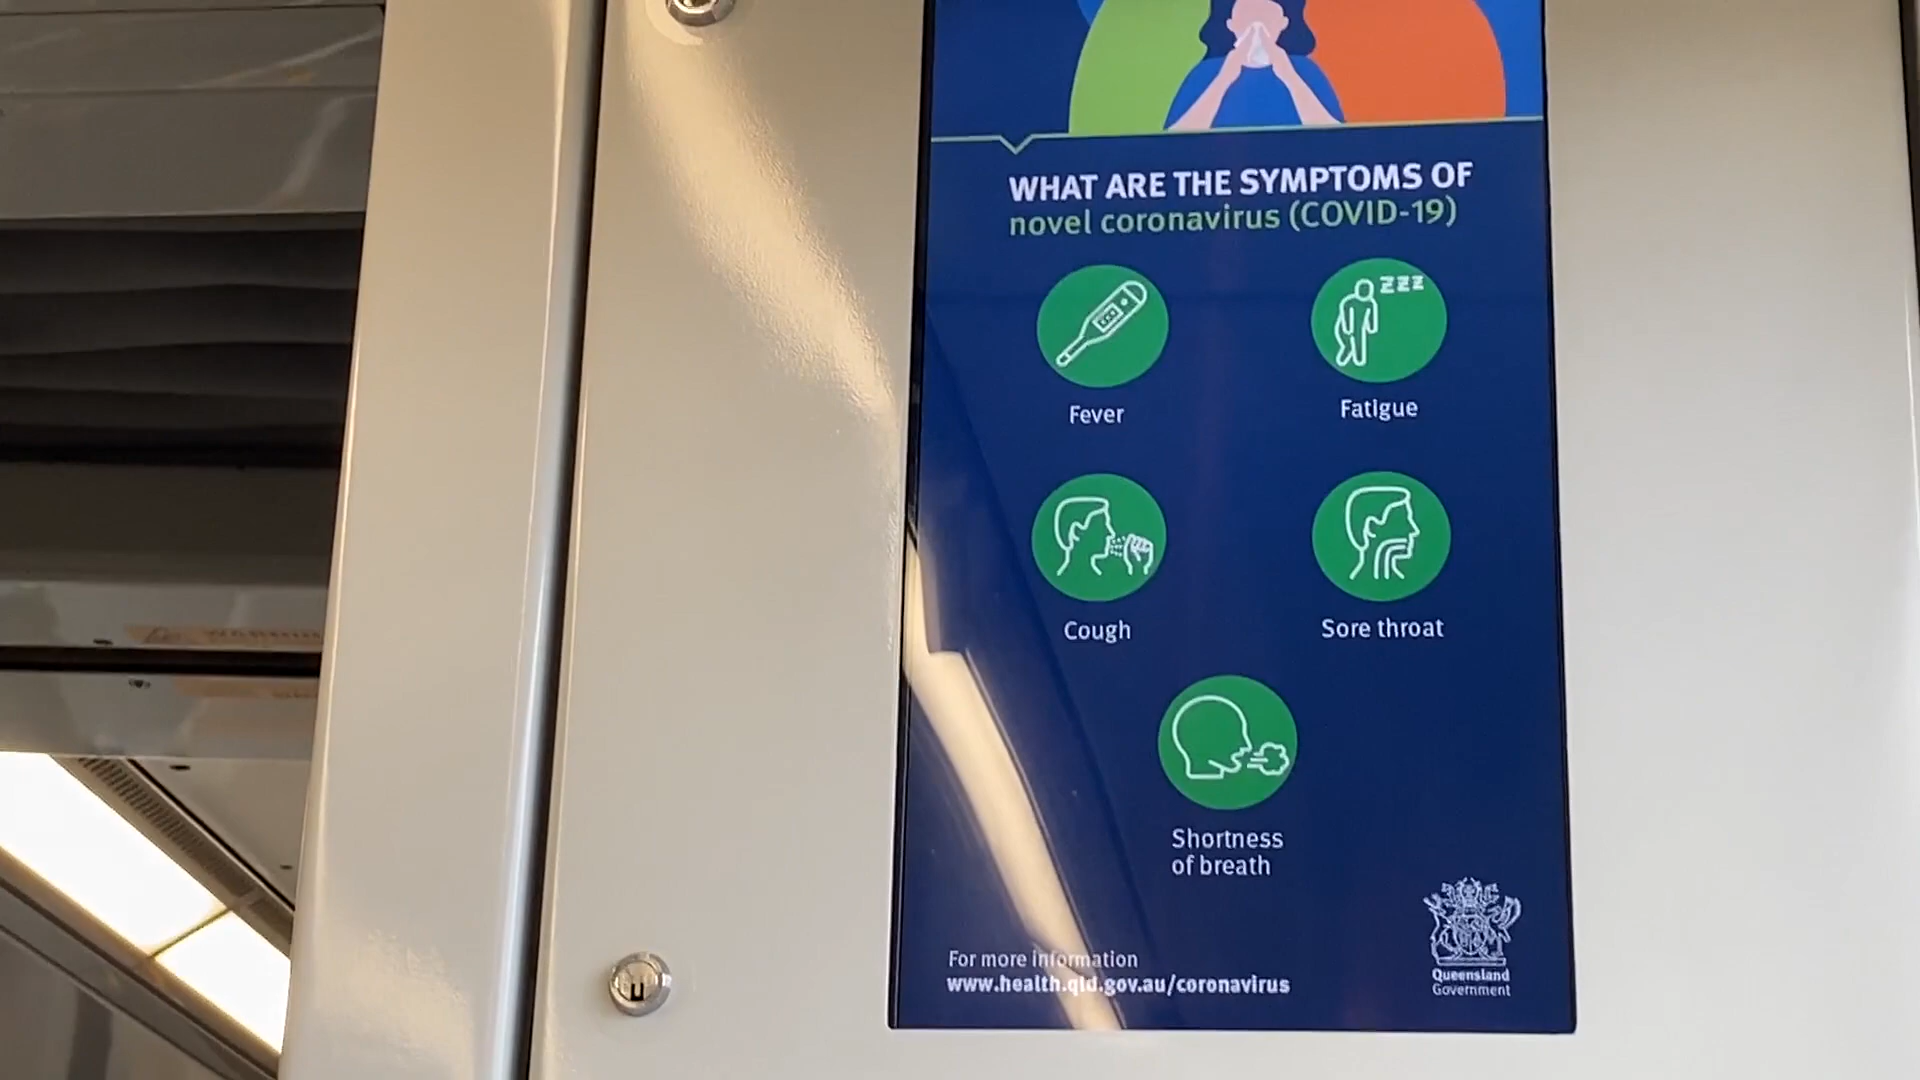 WHAT ARE THE SYMPTOMS OF
novel coronavirus (COVID-19)
zzz
Fever
Fatigue
Cough
Sore throat
Shortness
of breath
For more information
www.health.qld.gov.au/coronavirus
Queensland
Government